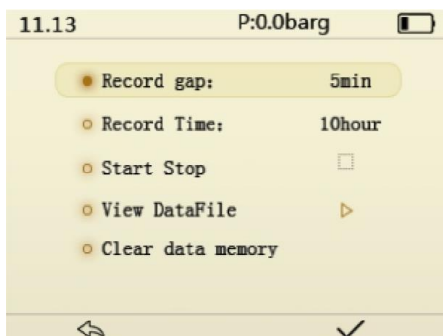 11.13 P:0.0barg
Record gap: 5min
Record Time: 10hour
Start Stop
View DataFile
Clear data memory